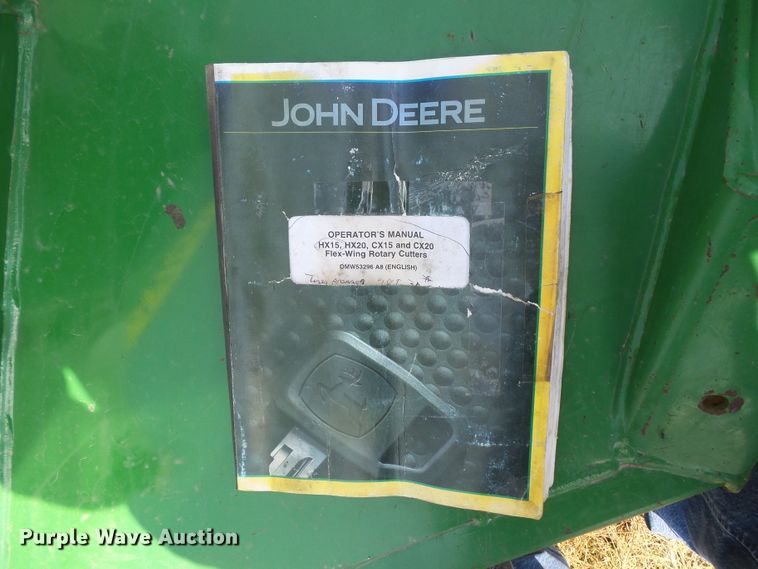 JOHN DEERE
OPERATOR'S MANUAL
HX15, HX20, CX15 and CX20
Flex-Wing Rotary Cutters
OMW53296 A8 (ENGLISH)
Purple Wave Auction